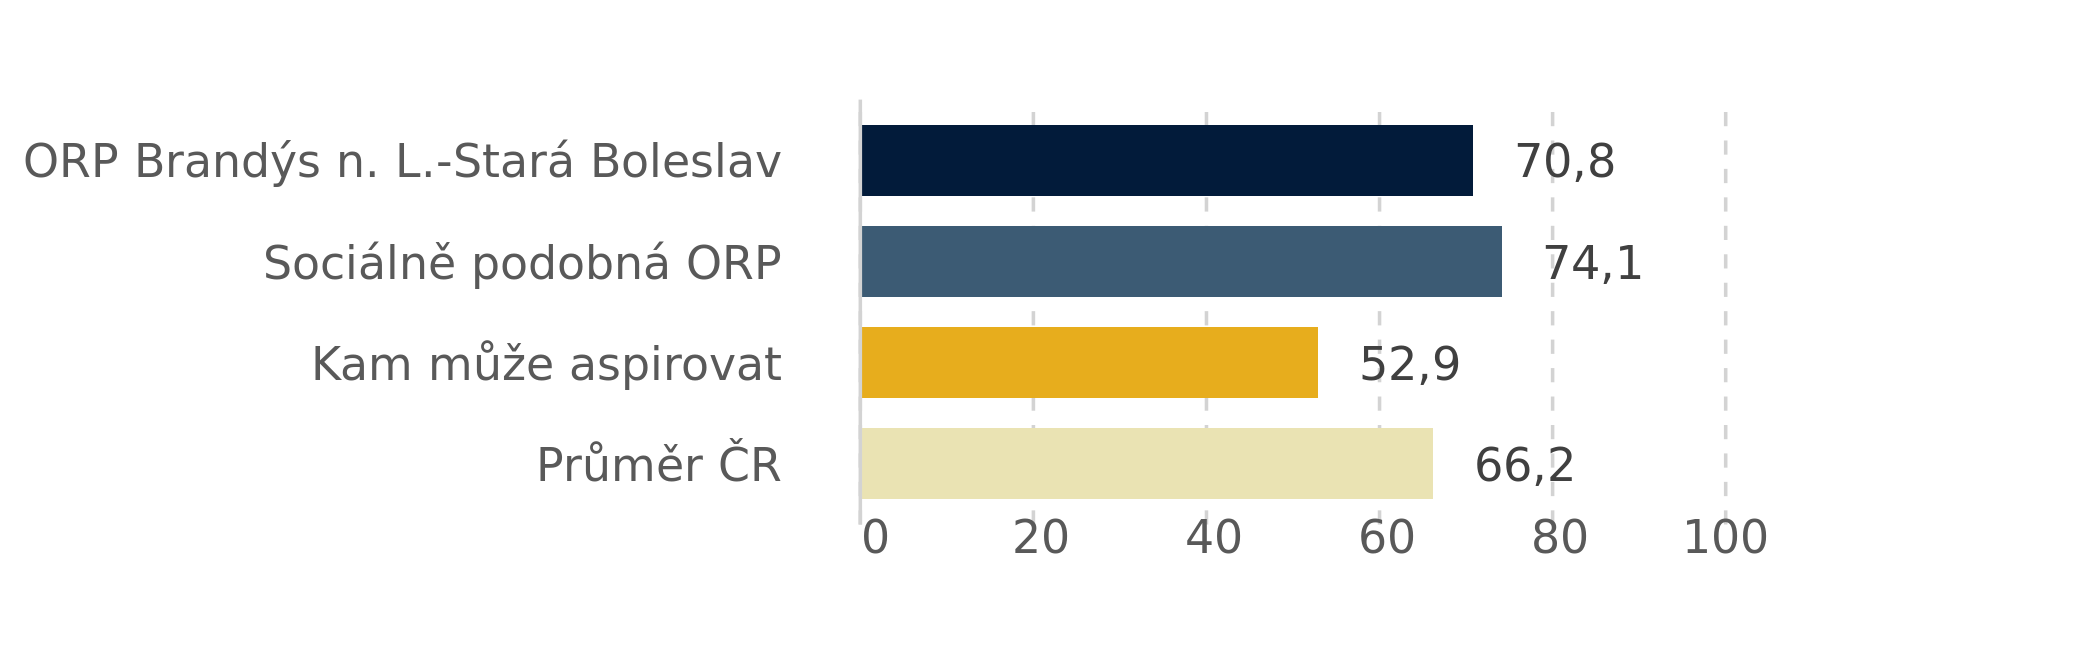 ORP Brandýs n. L.-Stará Boleslav 70,8
Sociálně podobná ORP 74,1
Kam může aspirovat 52,9
Průměr ČR 66,2
0 20 40 60 80 100